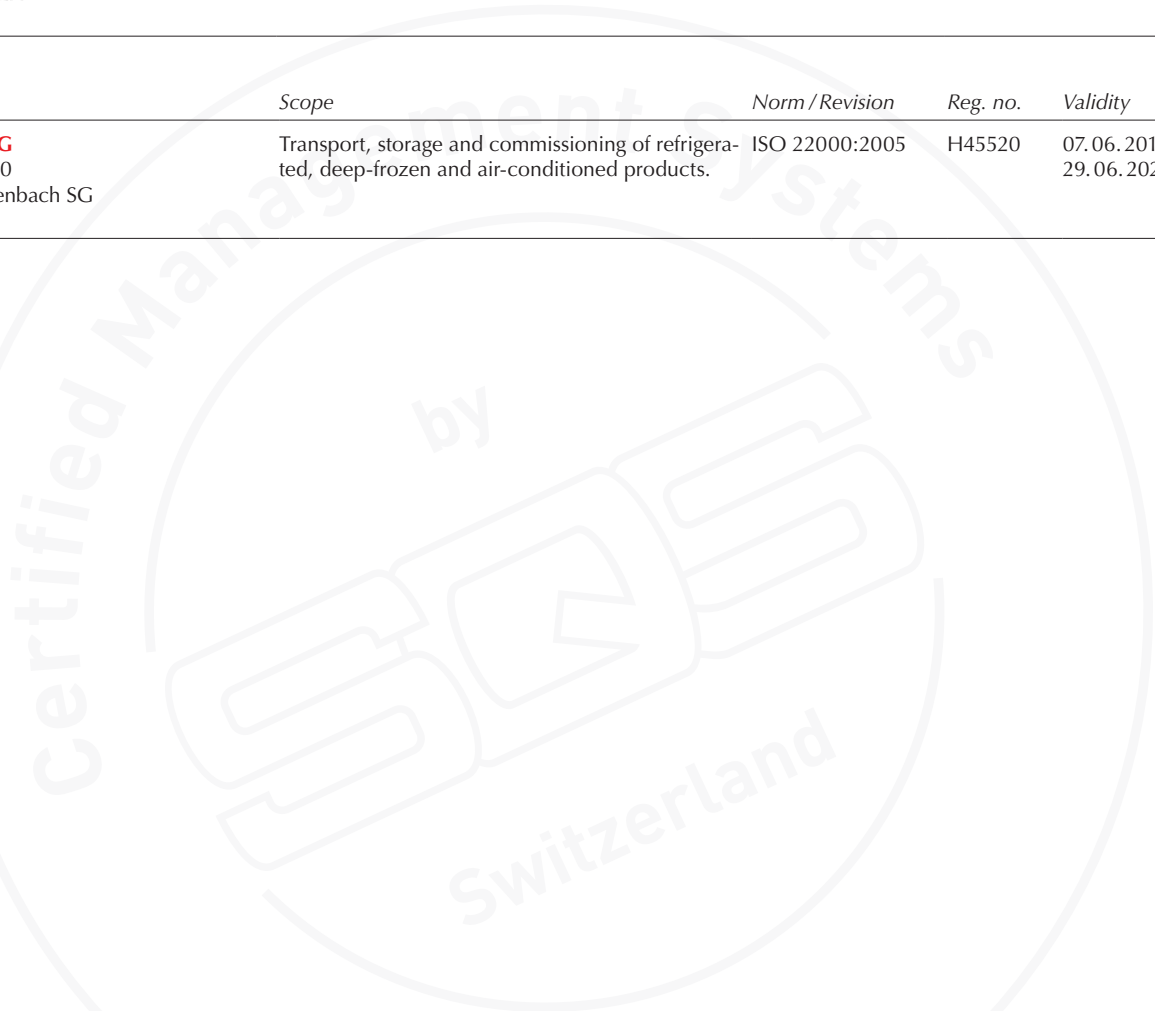 Scope Norm / Revision Reg. no. Validity
G Transport, storage and commissioning of refrigera- ISO 22000:2005 H45520 07.06.201
0 ted, deep-frozen and air-conditioned products. 29.06.202
enbach SG
Certified Management Systems
by
SQS
Switzerland